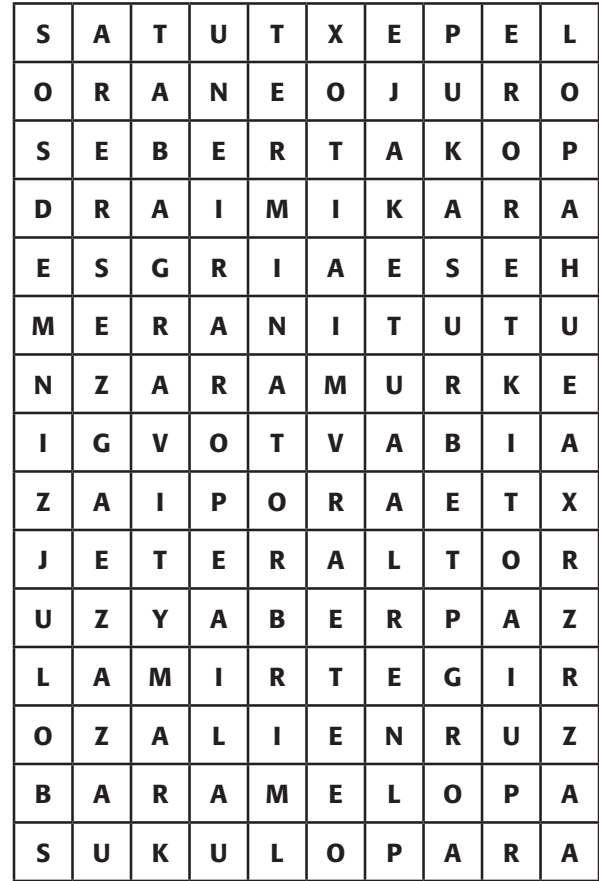 S A T U T X E P E L
O R A N E O J U R O
S E B E R T A K O P
D R A I M I K A R A
E S G R I A E S E H
M E R A N I T U T U
N Z A R A M U R K E
I G V O T V A B I A
Z A I P O R A E T X
J E T E R A L T O R
U Z Y A B E R P A Z
L A M I R T E G I R
O Z A L I E N R U Z
B A R A M E L O P A
S U K U L O P A R A